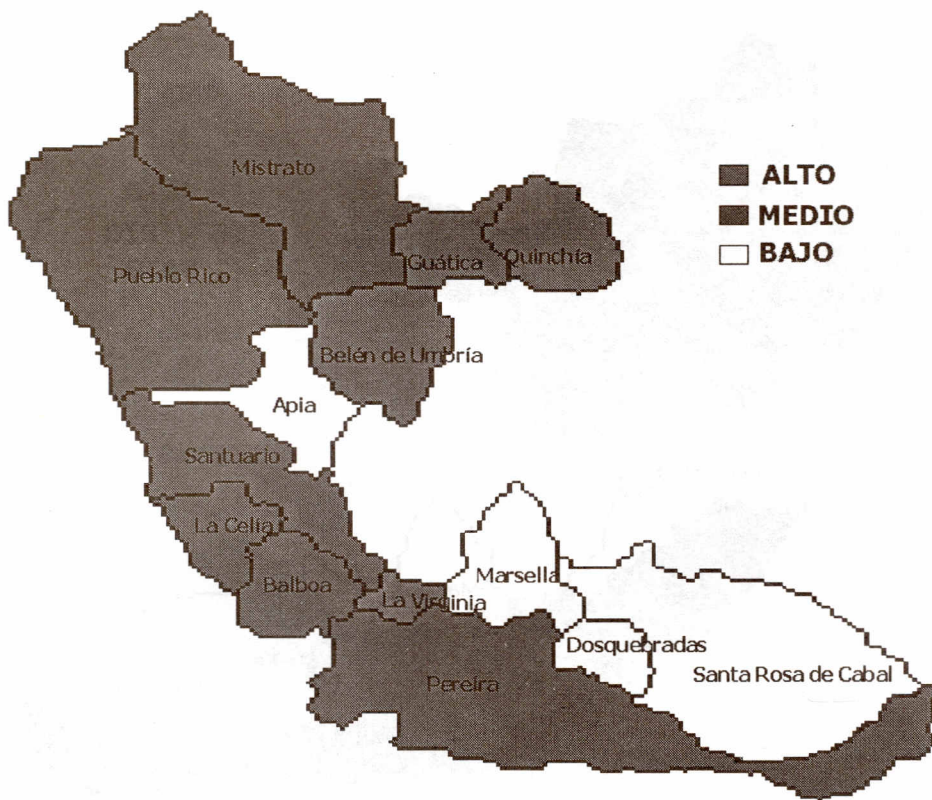 Mistrato
ALTO
MEDIO
BAJO
Pueblo Rico
Guática
Quinchía
Belén de Umbría
Apia
Santuario
La Celia
Balboa
La Virginia
Marsella
Dosquebradas
Santa Rosa de Cabal
Pereira